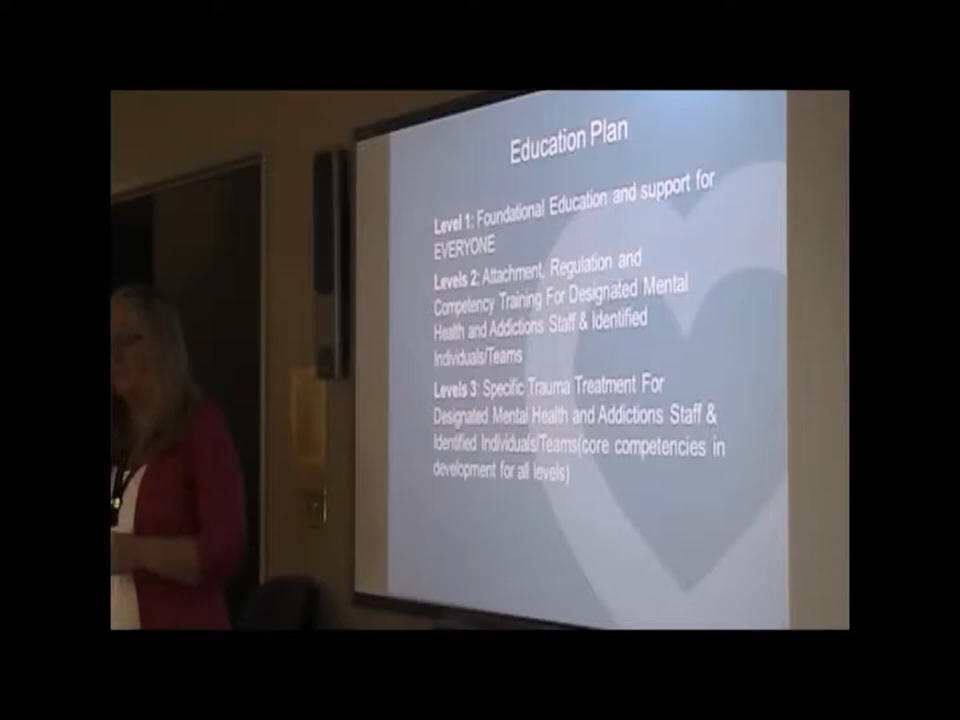 Education Plan
Level 1: Foundational Education and support for
EVERYONE
Levels 2: Attachment, Regulation and
Competency Training For Designated Mental
Health and Addictions Staff & Identified
Individuals/Teams
Levels 3: Specific Trauma Treatment For
Designated Mental Health and Addictions Staff &
Identified Individuals/Teams(core competencies in
development for all levels)